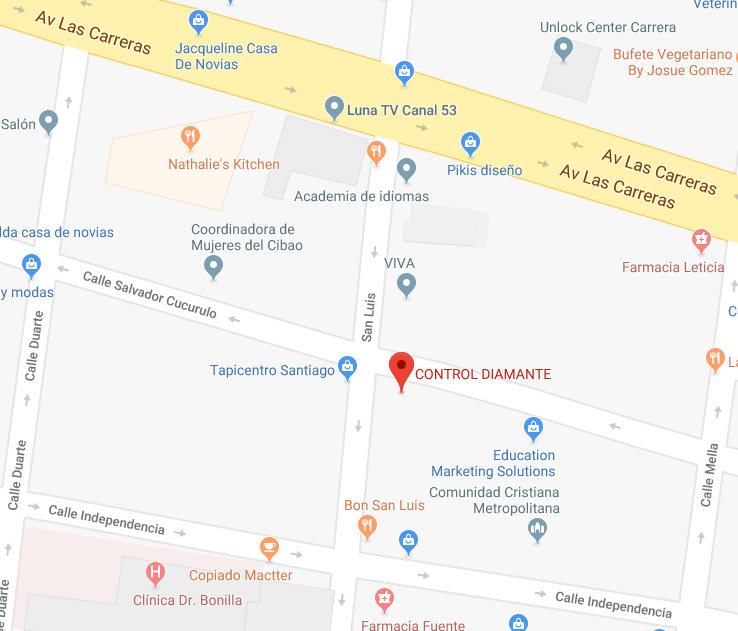 Veterin
Av Las Carreras
Jacqueline Casa
De Novias
Unlock Center Carrera
Bufete Vegetariano
By Josue Gomez
Luna TV Canal 53
Salón
Nathalie's Kitchen
Pikis diseño
Av Las Carreras
Av Las Carreras
Academia de idiomas
lda casa de novias
Coordinadora de
Mujeres del Cibao
VIVA
Farmacia Leticia
y modas
Calle Salvador Cucurulo
San Luis
C
Calle Duarte
Tapicentro Santiago
CONTROL DIAMANTE
La
Calle Duarte
Education
Marketing Solutions
Calle Mella
Comunidad Cristiana
Metropolitana
Bon San Luis
Calle Independencia
Copiado Mactter
Clínica Dr. Bonilla
e Duarte
Calle Independencia
Farmacia Fuente